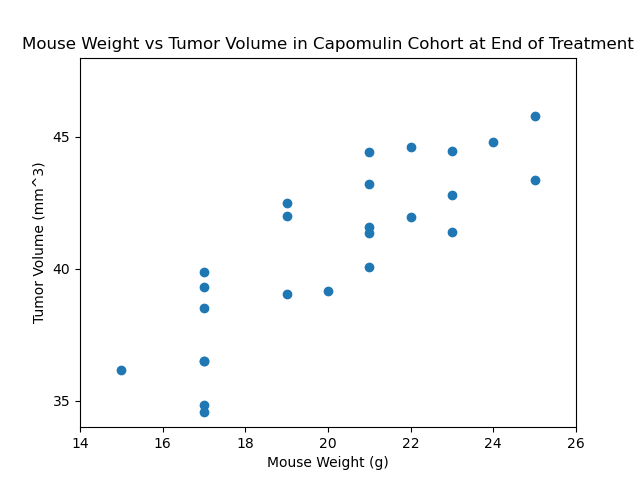 Mouse Weight vs Tumor Volume in Capomulin Cohort at End of Treatment
45
40
35
Tumor Volume (mm^3)
14 16 18 20 22 24 26
Mouse Weight (g)